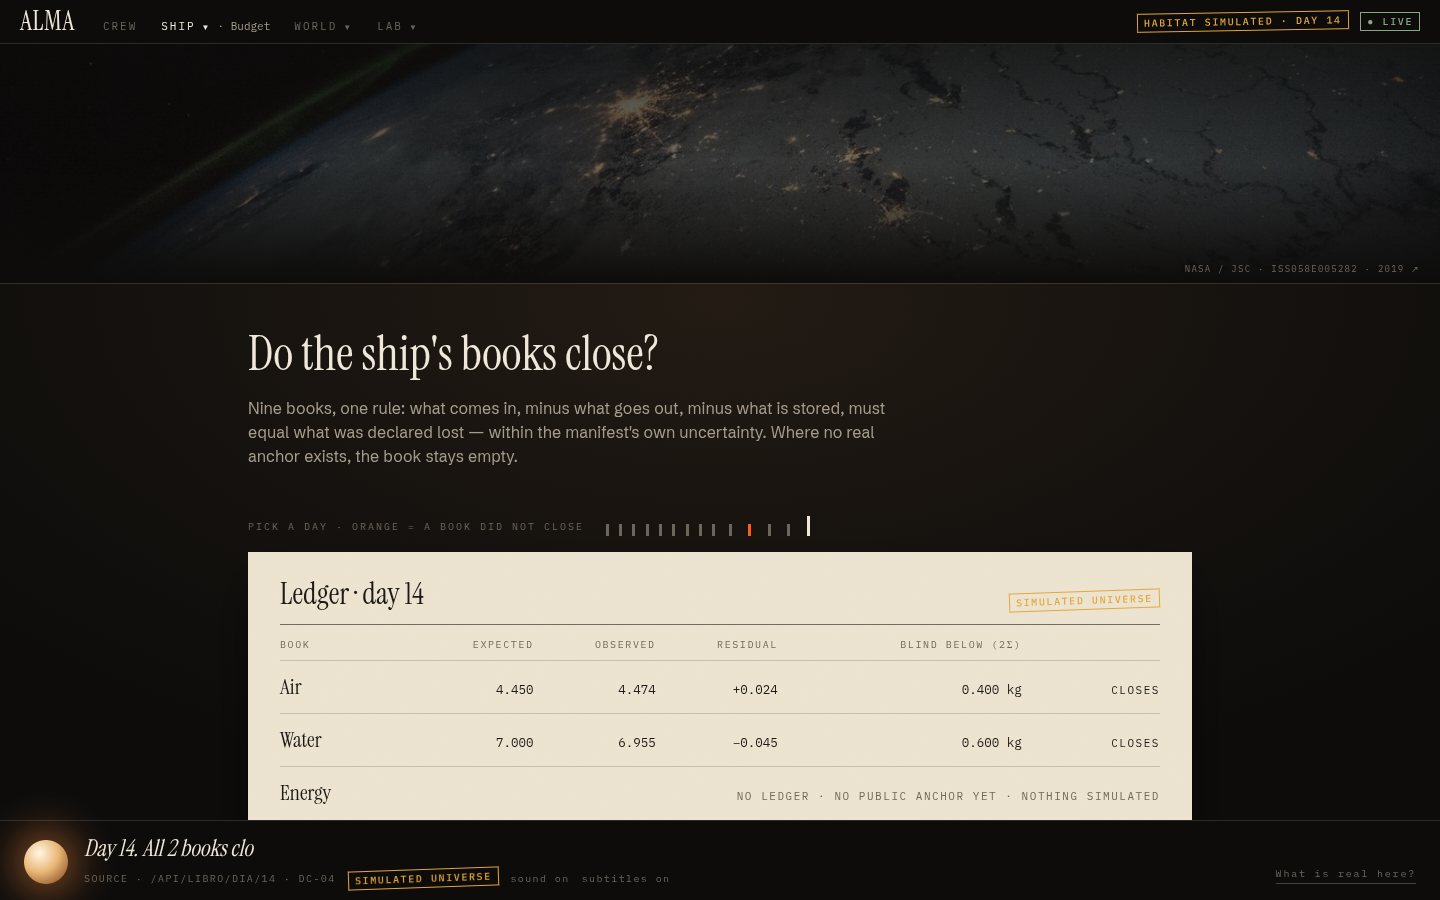 ALMA CREW SHIP ▾ · Budget WORLD ▾ LAB ▾ HABITAT SIMULATED · DAY 14 ● LIVE
NASA / JSC · ISS058E005282 · 2019 ↗
Do the ship's books close?
Nine books, one rule: what comes in, minus what goes out, minus what is stored, must
equal what was declared lost — within the manifest's own uncertainty. Where no real
anchor exists, the book stays empty.
PICK A DAY · ORANGE = A BOOK DID NOT CLOSE
Ledger · day 14 SIMULATED UNIVERSE
BOOK EXPECTED OBSERVED RESIDUAL BLIND BELOW (2Σ)
Air 4.450 4.474 +0.024 0.400 kg CLOSES
Water 7.000 6.955 −0.045 0.600 kg CLOSES
Energy NO LEDGER · NO PUBLIC ANCHOR YET · NOTHING SIMULATED
Day 14. All 2 books clo
SOURCE · /API/LIBRO/DIA/14 · DC-04 SIMULATED UNIVERSE sound on subtitles on What is real here?